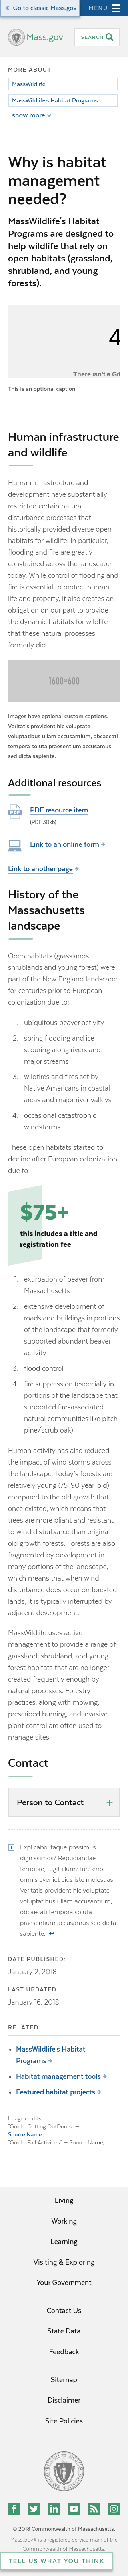 Go to classic Mass.gov
MENU
Mass.gov
SEARCH
MORE ABOUT:
MassWildlife
MassWildlife's Habitat Programs
show more
Why is habitat
management
needed?
MassWildlife's Habitat
Programs are designed to
help wildlife that rely on
open habitats (grassland,
shrubland, and young
forests).
4
There isn't a Git
This is an optional caption
Human infrastructure
and wildlife
Human infrastructure and
development have substantially
restricted certain natural
disturbance processes that
historically provide diverse open
habitats for wildlife. In particular,
flooding and fire are greatly
constrained across the landscape
today. While control of flooding and
fire is essential to protect human
life and property, it also creates an
obligation on our part to provide
the dynamic habitats for wildlife
that these natural processes
formerly did.
1600×600
Images have optional custom captions.
Veritatis provident hic voluptate
voluptatibus ullam accusantium, obcaecati
tempora soluta praesentium accusamus
sed dicta sapiente.
Additional resources
PDF resource item
(PDF 30kb)
Link to an online form
Link to another page
History of the
Massachusetts
landscape
Open habitats (grasslands,
shrublands and young forest) were
part of the New England landscape
for centuries prior to European
colonization due to:
1. ubiquitous beaver activity
2. spring flooding and ice
scouring along rivers and
major streams
3. wildfires and fires set by
Native Americans in coastal
areas and major river valleys
4. occasional catastrophic
windstorms
These open habitats started to
decline after European colonization
due to:
$75+
this includes a title and
registration fee
1. extirpation of beaver from
Massachusetts
2. extensive development of
roads and buildings in portions
of the landscape that
supported abundant beaver
activity
3. flood control
4. fire suppression (especially in
portions of the landscape that
supported fire-associated
natural communities like pitch
pine/scrub oak).
Human activity has also reduced
the impact of wind storms on the
landscape. Today's forests are
relatively young (75-90 year-old)
compared to the forest that
existed prior to European
colonization, which means that
trees are more resistant to blow
to wind disturbance than original
old growth forests. Forests are also
fragmented by development so the
impact of blow-downs is more
limited on the landscape. Further,
when wind disturbance does occur
in forested lands, it is typically
interrupted by adjacent
development.
MassWildlife uses active
management to provide a range of
grassland, shrubland, and young
forest habitats that no longer are
created frequently enough by
natural processes. Forestry
practices, along with mowing,
prescribed burning, and invasive
plant control are often used to
manage sites.
Contact
Person to Contact
Explicabo itaque possimus
dignissimos? Repudiandae
tempore, fugit illum? Iure error
omnis eveniet eius iste molestias.
Veritatis provident hic voluptate
voluptatibus ullam accusantium,
obcaecati tempora soluta
praesentium accusamus sed dicta
sapiente.
DATE PUBLISHED:
January 2, 2018
LAST UPDATED:
January 16, 2018
RELATED
MassWildlife's Habitat
Programs
Habitat management tools
Featured habitat projects
Image credits:
"Guide: Getting OutDoors" —
Source Name ,
"Guide: Fall Activities" — Source Name,
Living
Working
Learning
Visiting & Exploring
Your Government
Contact Us
State Data
Feedback
Sitemap
Disclaimer
Site Policies
© 2018 Commonwealth of Massachusetts.
Mass.Gov® is a registered service mark of the
Commonwealth of Massachusetts.
TELL US WHAT YOU THINK